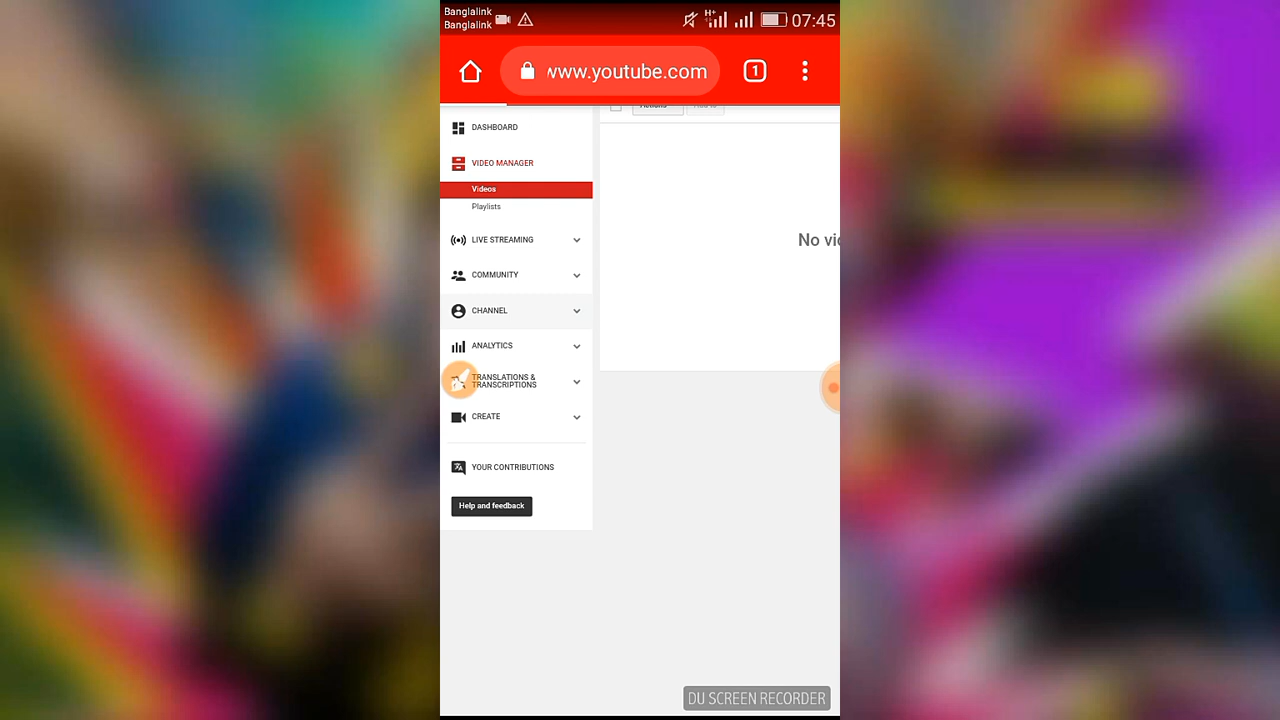 Banglalink
Banglalink
H+
07:45
www.youtube.com
1
DASHBOARD
VIDEO MANAGER
Videos
Playlists
LIVE STREAMING
COMMUNITY
CHANNEL
ANALYTICS
TRANSLATIONS &
TRANSCRIPTIONS
CREATE
YOUR CONTRIBUTIONS
Help and feedback
No vi
DU SCREEN RECORDER